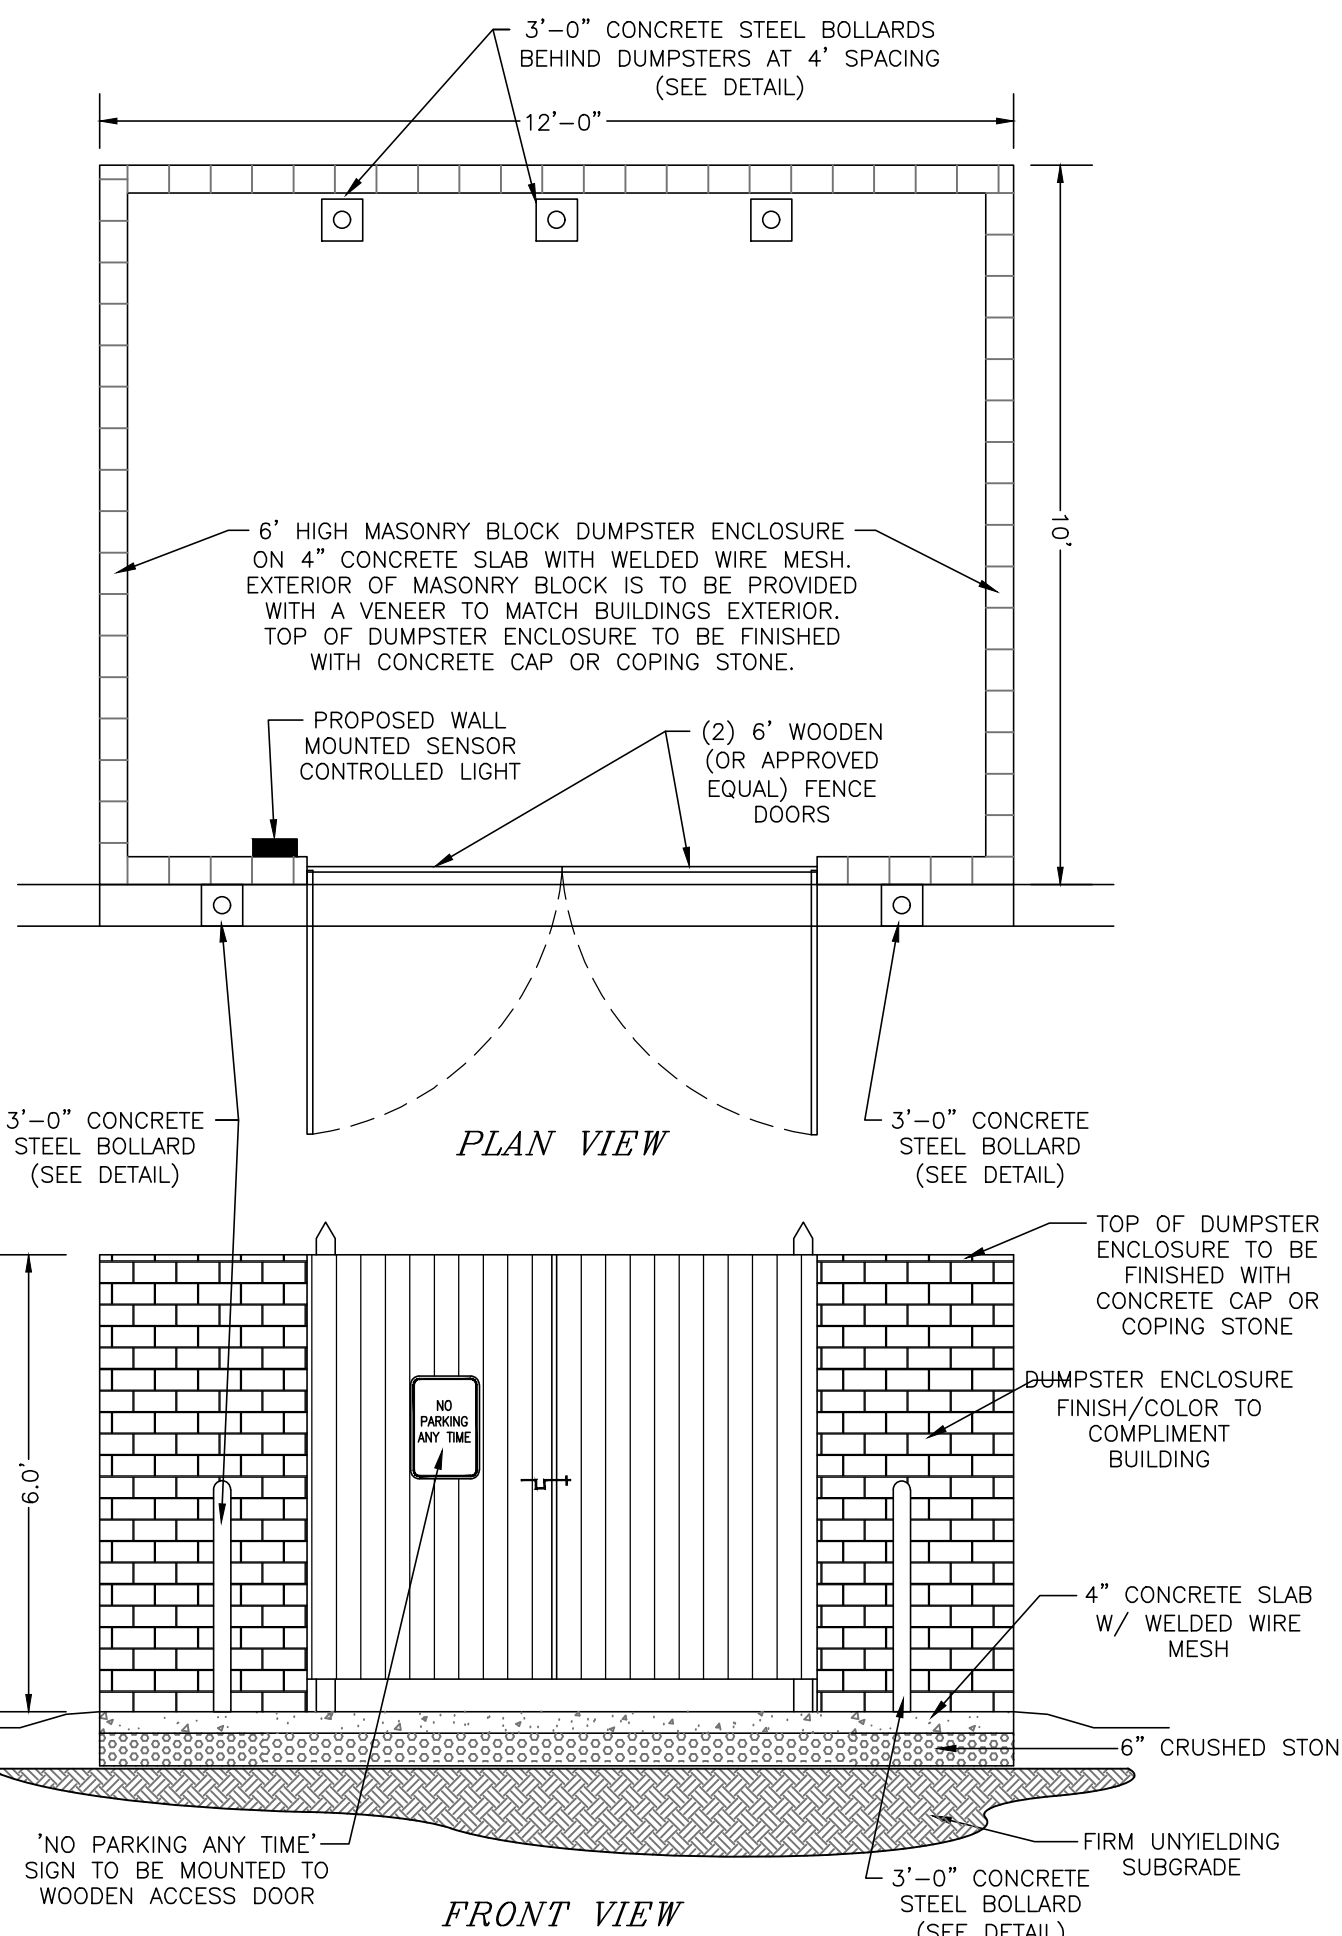 3'-0" CONCRETE STEEL BOLLARDS
BEHIND DUMPSTERS AT 4' SPACING
(SEE DETAIL)
12'-0"
10'
6' HIGH MASONRY BLOCK DUMPSTER ENCLOSURE
ON 4" CONCRETE SLAB WITH WELDED WIRE MESH.
EXTERIOR OF MASONRY BLOCK IS TO BE PROVIDED
WITH A VENEER TO MATCH BUILDINGS EXTERIOR.
TOP OF DUMPSTER ENCLOSURE TO BE FINISHED
WITH CONCRETE CAP OR COPING STONE.
PROPOSED WALL
MOUNTED SENSOR
CONTROLLED LIGHT
(2) 6' WOODEN
(OR APPROVED
EQUAL) FENCE
DOORS
3'-0" CONCRETE
STEEL BOLLARD
(SEE DETAIL)
PLAN VIEW
3'-0" CONCRETE
STEEL BOLLARD
(SEE DETAIL)
TOP OF DUMPSTER
ENCLOSURE TO BE
FINISHED WITH
CONCRETE CAP OR
COPING STONE
DUMPSTER ENCLOSURE
FINISH/COLOR TO
COMPLIMENT
BUILDING
NO
PARKING
ANY TIME
6.0'
4" CONCRETE SLAB
W/ WELDED WIRE
MESH
6" CRUSHED STON
FIRM UNYIELDING
SUBGRADE
'NO PARKING ANY TIME'
SIGN TO BE MOUNTED TO
WOODEN ACCESS DOOR
3'-0" CONCRETE
STEEL BOLLARD
(SEE DETAIL)
FRONT VIEW